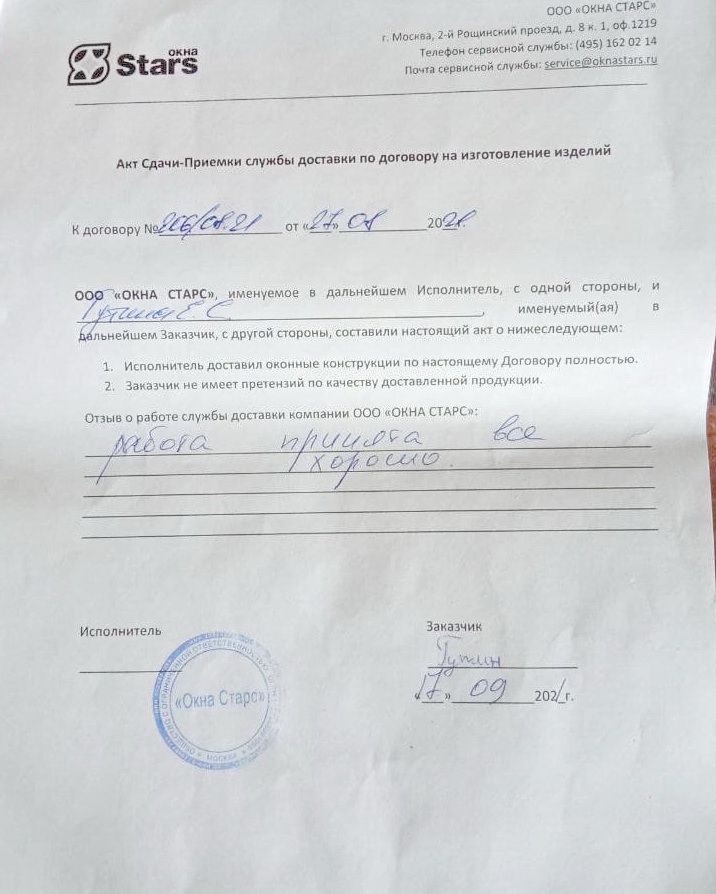 ООО «ОКНА СТАРС»
г. Москва, 2-й Рощинский проезд, д. 8 к. 1, оф.1219
Телефон сервисной службы: (495) 162 02 14
Почта сервисной службы: service@oknastars.ru
окна
Stars
Акт Сдачи-Приемки службы доставки по договору на изготовление изделий
К договору № 206/08.21 от «27» 08 2021.
ООО «ОКНА СТАРС», именуемое в дальнейшем Исполнитель, с одной стороны, и
Е. С. , именуемый(ая) в
дальнейшем Заказчик, с другой стороны, составили настоящий акт о нижеследующем:
1. Исполнитель доставил оконные конструкции по настоящему Договору полностью.
2. Заказчик не имеет претензий по качеству доставленной продукции.
Отзыв о работе службы доставки компании ООО «ОКНА СТАРС»:
работа принята все
хорошо.
Исполнитель
Заказчик
«17» 09 2021 г.
ОБЩЕСТВО С ОГРАНИЧЕННОЙ ОТВЕТСТВЕННОСТЬЮ
«Окна Старс»
МОСКВА